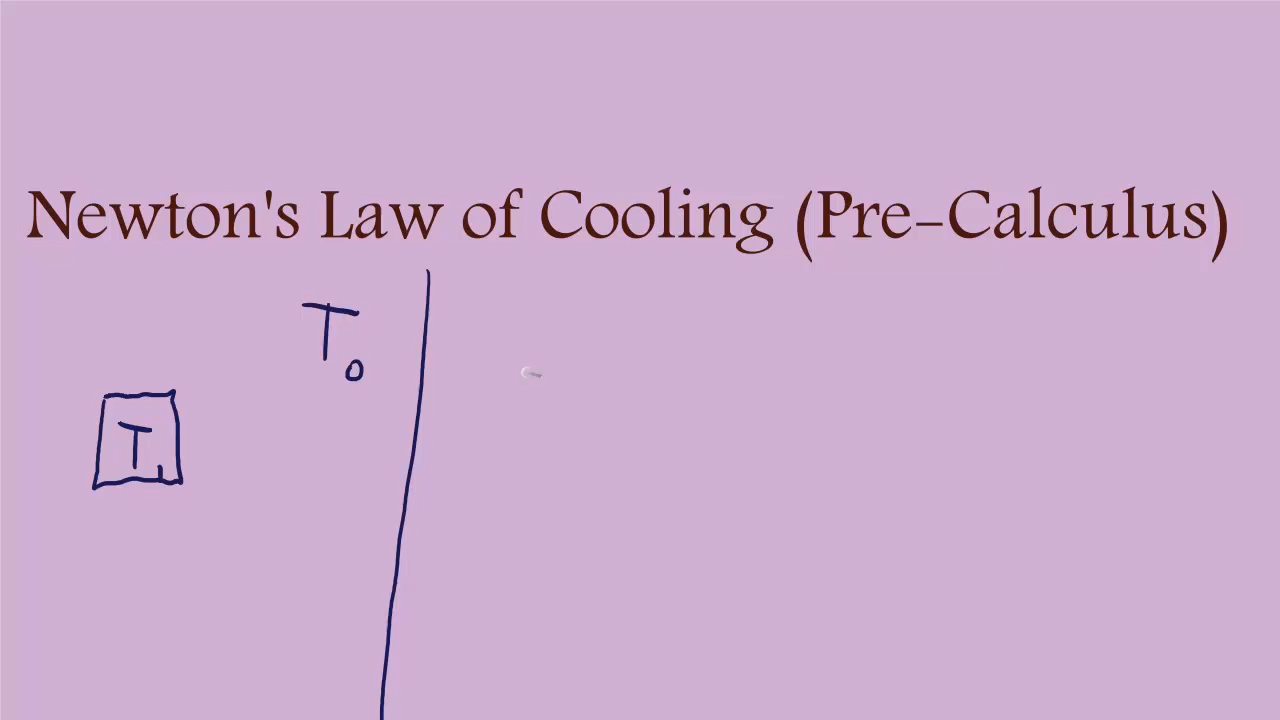 Newton's Law of Cooling (Pre-Calculus)
T₀
T₁